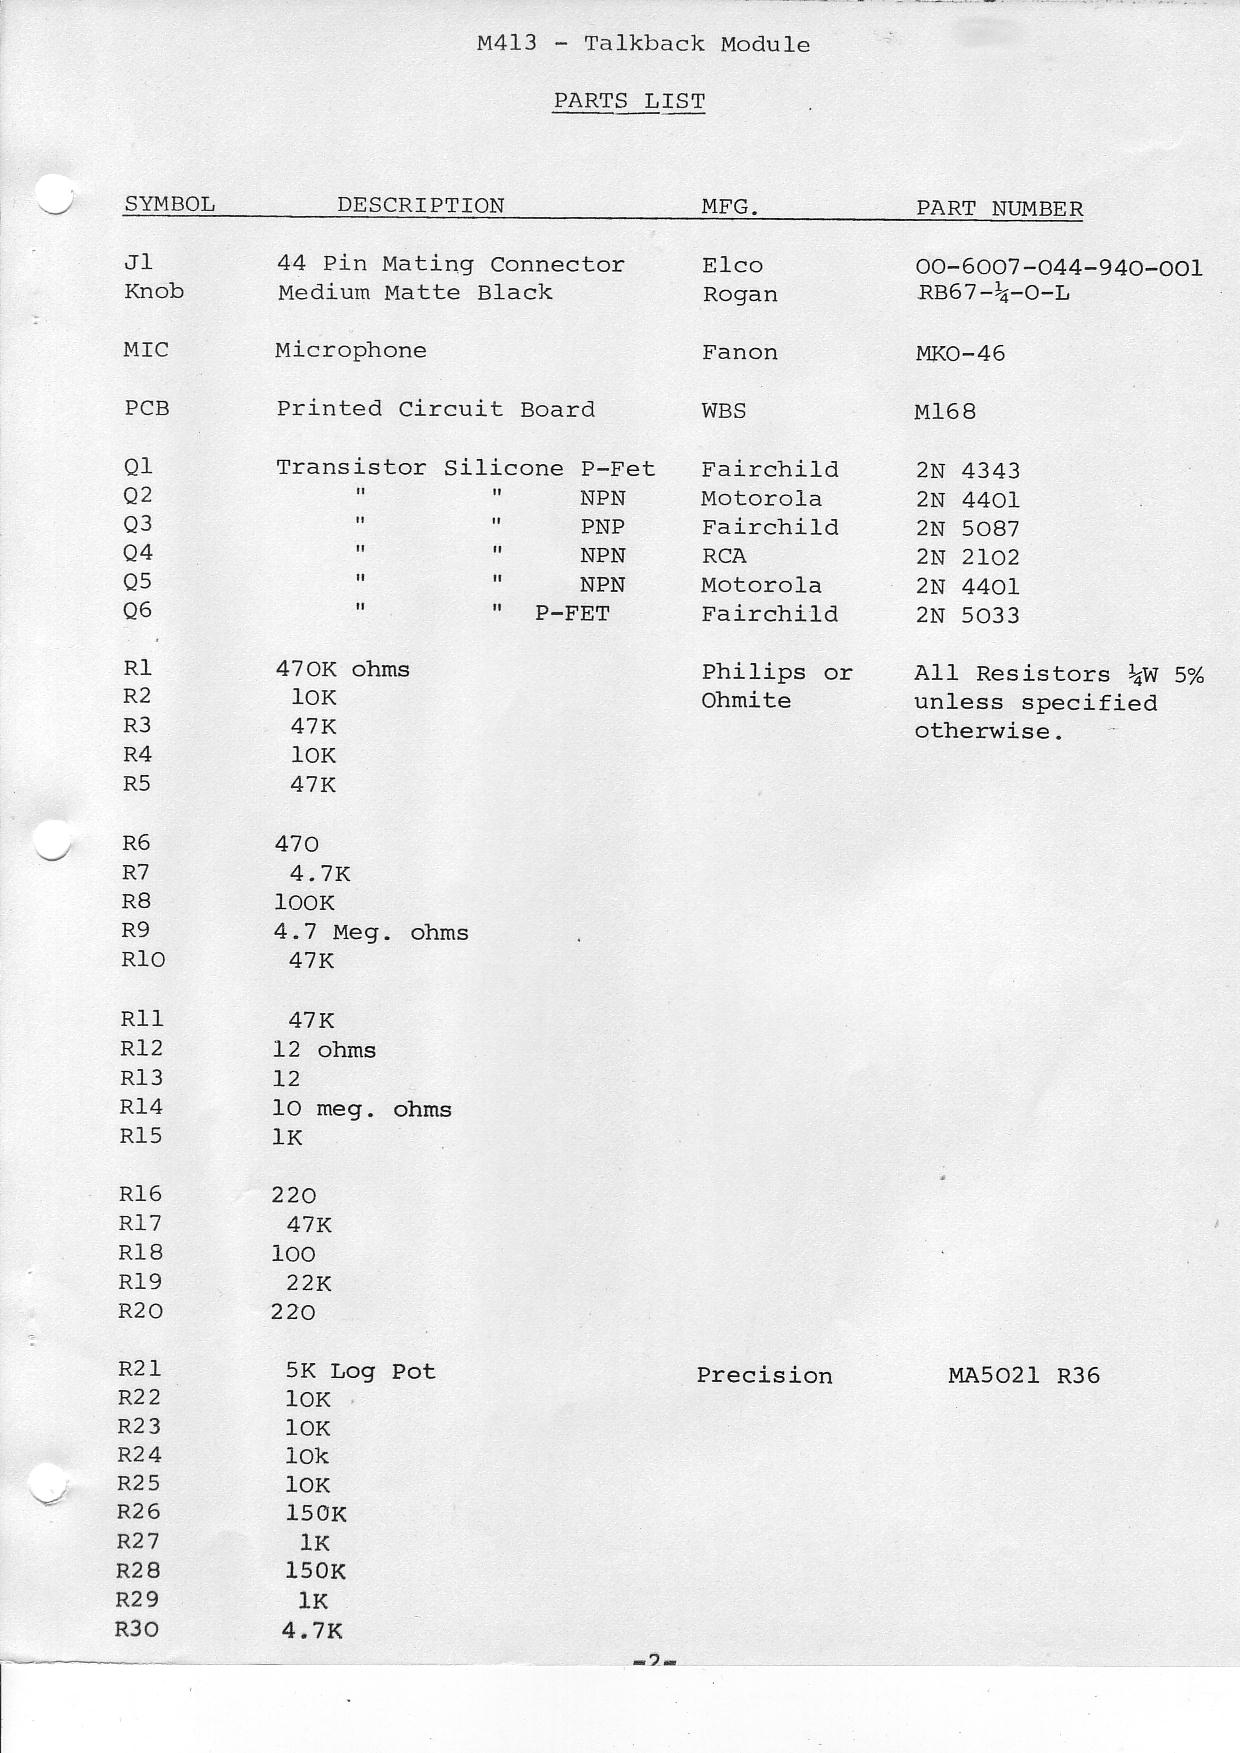 M413 - Talkback Module
PARTS LIST
SYMBOL DESCRIPTION MFG. PART NUMBER
J1 44 Pin Mating Connector Elco 00-6007-044-940-001
Knob Medium Matte Black Rogan RB67-¼-0-L
MIC Microphone Fanon MKO-46
PCB Printed Circuit Board WBS M168
Q1 Transistor Silicone P-Fet Fairchild 2N 4343
Q2 " " NPN Motorola 2N 4401
Q3 " " PNP Fairchild 2N 5087
Q4 " " NPN RCA 2N 2102
Q5 " " NPN Motorola 2N 4401
Q6 " " P-FET Fairchild 2N 5033
R1 470K ohms Philips or All Resistors ¼W 5%
R2 10K Ohmite unless specified
R3 47K otherwise.
R4 10K
R5 47K
R6 470
R7 4.7K
R8 100K
R9 4.7 Meg. ohms
R10 47K
R11 47K
R12 12 ohms
R13 12
R14 10 meg. ohms
R15 1K
R16 220
R17 47K
R18 100
R19 22K
R20 220
R21 5K Log Pot Precision MA5021 R36
R22 10K
R23 10K
R24 10k
R25 10K
R26 150K
R27 1K
R28 150K
R29 1K
R30 4.7K
-2-